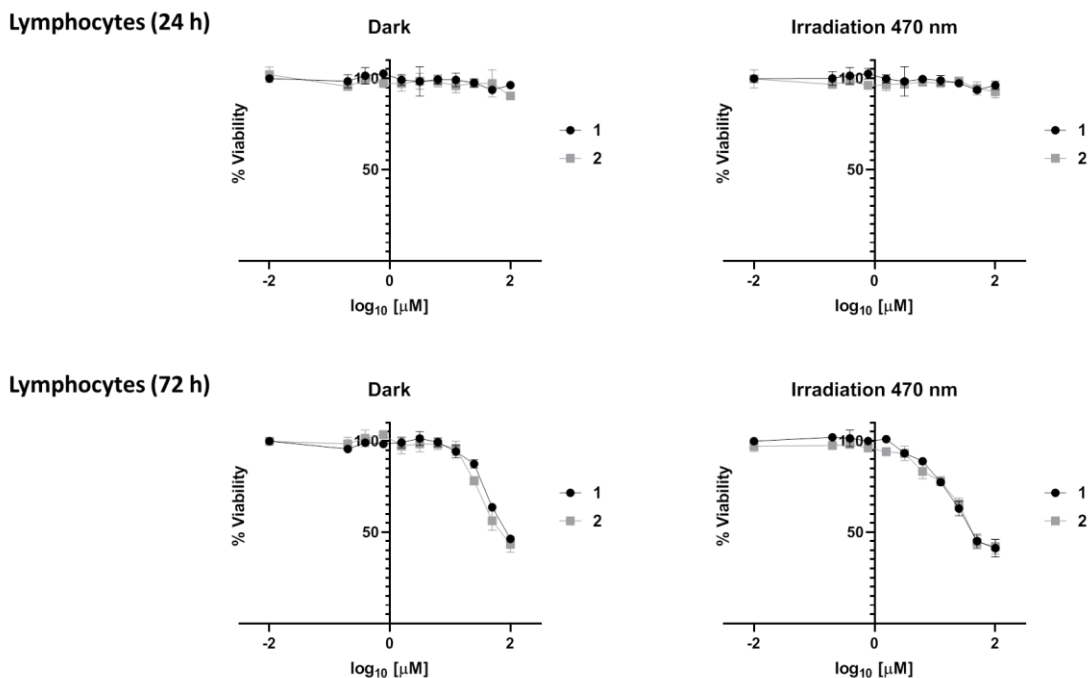 Lymphocytes (24 h)
Dark
Irradiation 470 nm
100
50
% Viability
-2 0 2
log₁₀ [μM]
1
2
100
50
% Viability
-2 0 2
log₁₀ [μM]
1
2
Lymphocytes (72 h)
Dark
Irradiation 470 nm
100
50
% Viability
-2 0 2
log₁₀ [μM]
1
2
100
50
% Viability
-2 0 2
log₁₀ [μM]
1
2